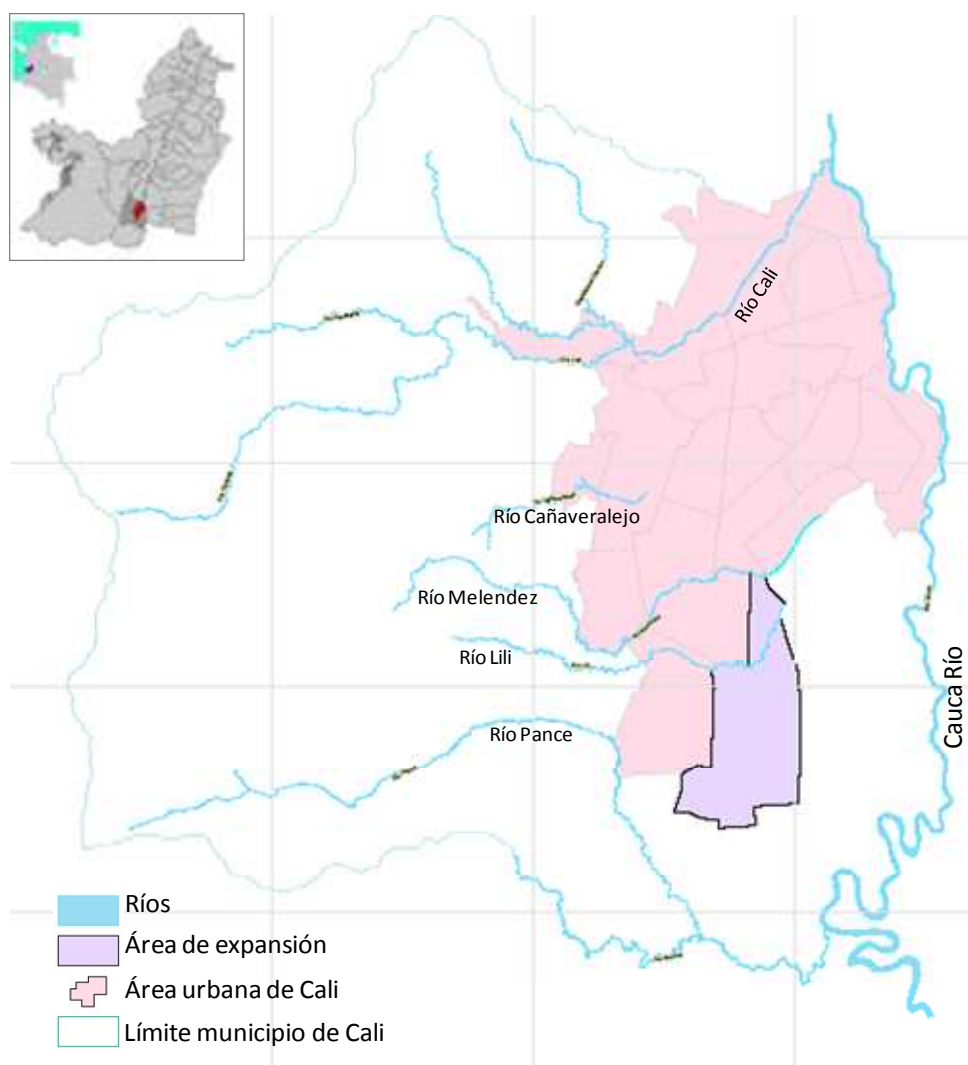 Río Cali
Río Cañaveralejo
Río Melendez
Río Lili
Río Pance
Cauca Río
Ríos
Área de expansión
Área urbana de Cali
Límite municipio de Cali